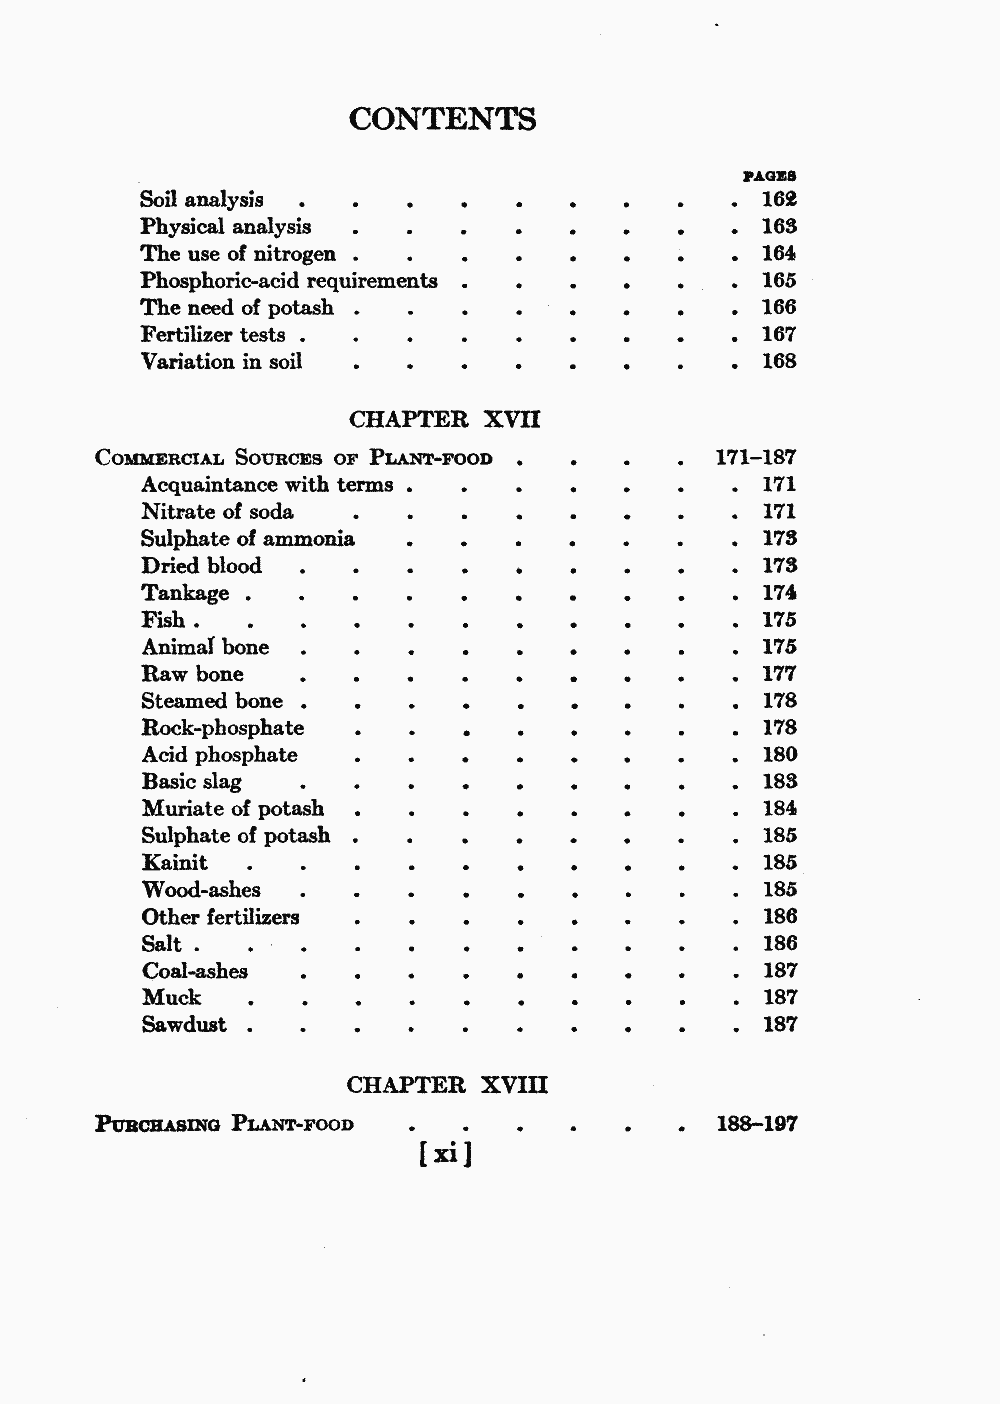 CONTENTS
PAGES
Soil analysis . . . . . . . . . 162
Physical analysis . . . . . . . . 163
The use of nitrogen . . . . . . . . 164
Phosphoric-acid requirements . . . . . . 165
The need of potash . . . . . . . . 166
Fertilizer tests . . . . . . . . . 167
Variation in soil . . . . . . . . 168
CHAPTER XVII
COMMERCIAL SOURCES OF PLANT-FOOD . . . . 171–187
Acquaintance with terms . . . . . . . 171
Nitrate of soda . . . . . . . . 171
Sulphate of ammonia . . . . . . . 173
Dried blood . . . . . . . . . 173
Tankage . . . . . . . . . . 174
Fish . . . . . . . . . . . 175
Animal bone . . . . . . . . . 175
Raw bone . . . . . . . . . 177
Steamed bone . . . . . . . . . 178
Rock-phosphate . . . . . . . . 178
Acid phosphate . . . . . . . . 180
Basic slag . . . . . . . . . 183
Muriate of potash . . . . . . . . 184
Sulphate of potash . . . . . . . . 185
Kainit . . . . . . . . . . 185
Wood-ashes . . . . . . . . . 185
Other fertilizers . . . . . . . . 186
Salt . . . . . . . . . . . 186
Coal-ashes . . . . . . . . . 187
Muck . . . . . . . . . . 187
Sawdust . . . . . . . . . . 187
CHAPTER XVIII
PURCHASING PLANT-FOOD . . . . . . 188–197
[ xi ]